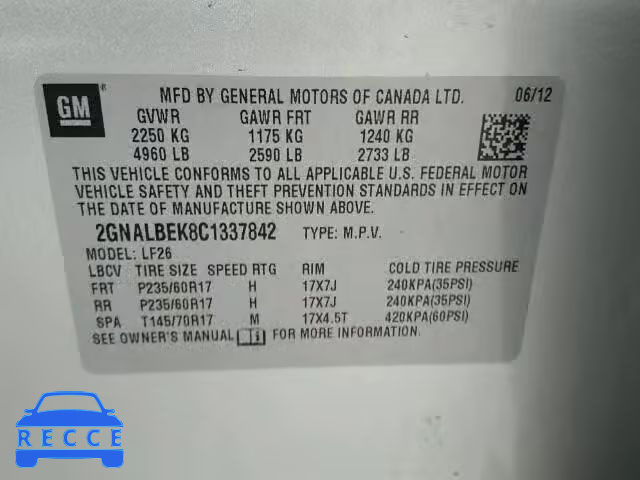 GM
MFD BY GENERAL MOTORS OF CANADA LTD. 06/12
GVWR GAWR FRT GAWR RR
2250 KG 1175 KG 1240 KG
4960 LB 2590 LB 2733 LB
THIS VEHICLE CONFORMS TO ALL APPLICABLE U.S. FEDERAL MOTOR
VEHICLE SAFETY AND THEFT PREVENTION STANDARDS IN EFFECT ON
THE DATE OF MANUFACTURE SHOWN ABOVE.
2GNALBEK8C1337842 TYPE: M.P.V.
MODEL: LF26
LBCV TIRE SIZE SPEED RTG RIM COLD TIRE PRESSURE
FRT P235/60R17 H 17X7J 240KPA(35PSI)
RR P235/60R17 H 17X7J 240KPA(35PSI)
SPA T145/70R17 M 17X4.5T 420KPA(60PSI)
SEE OWNER'S MANUAL FOR MORE INFORMATION.
RECCE